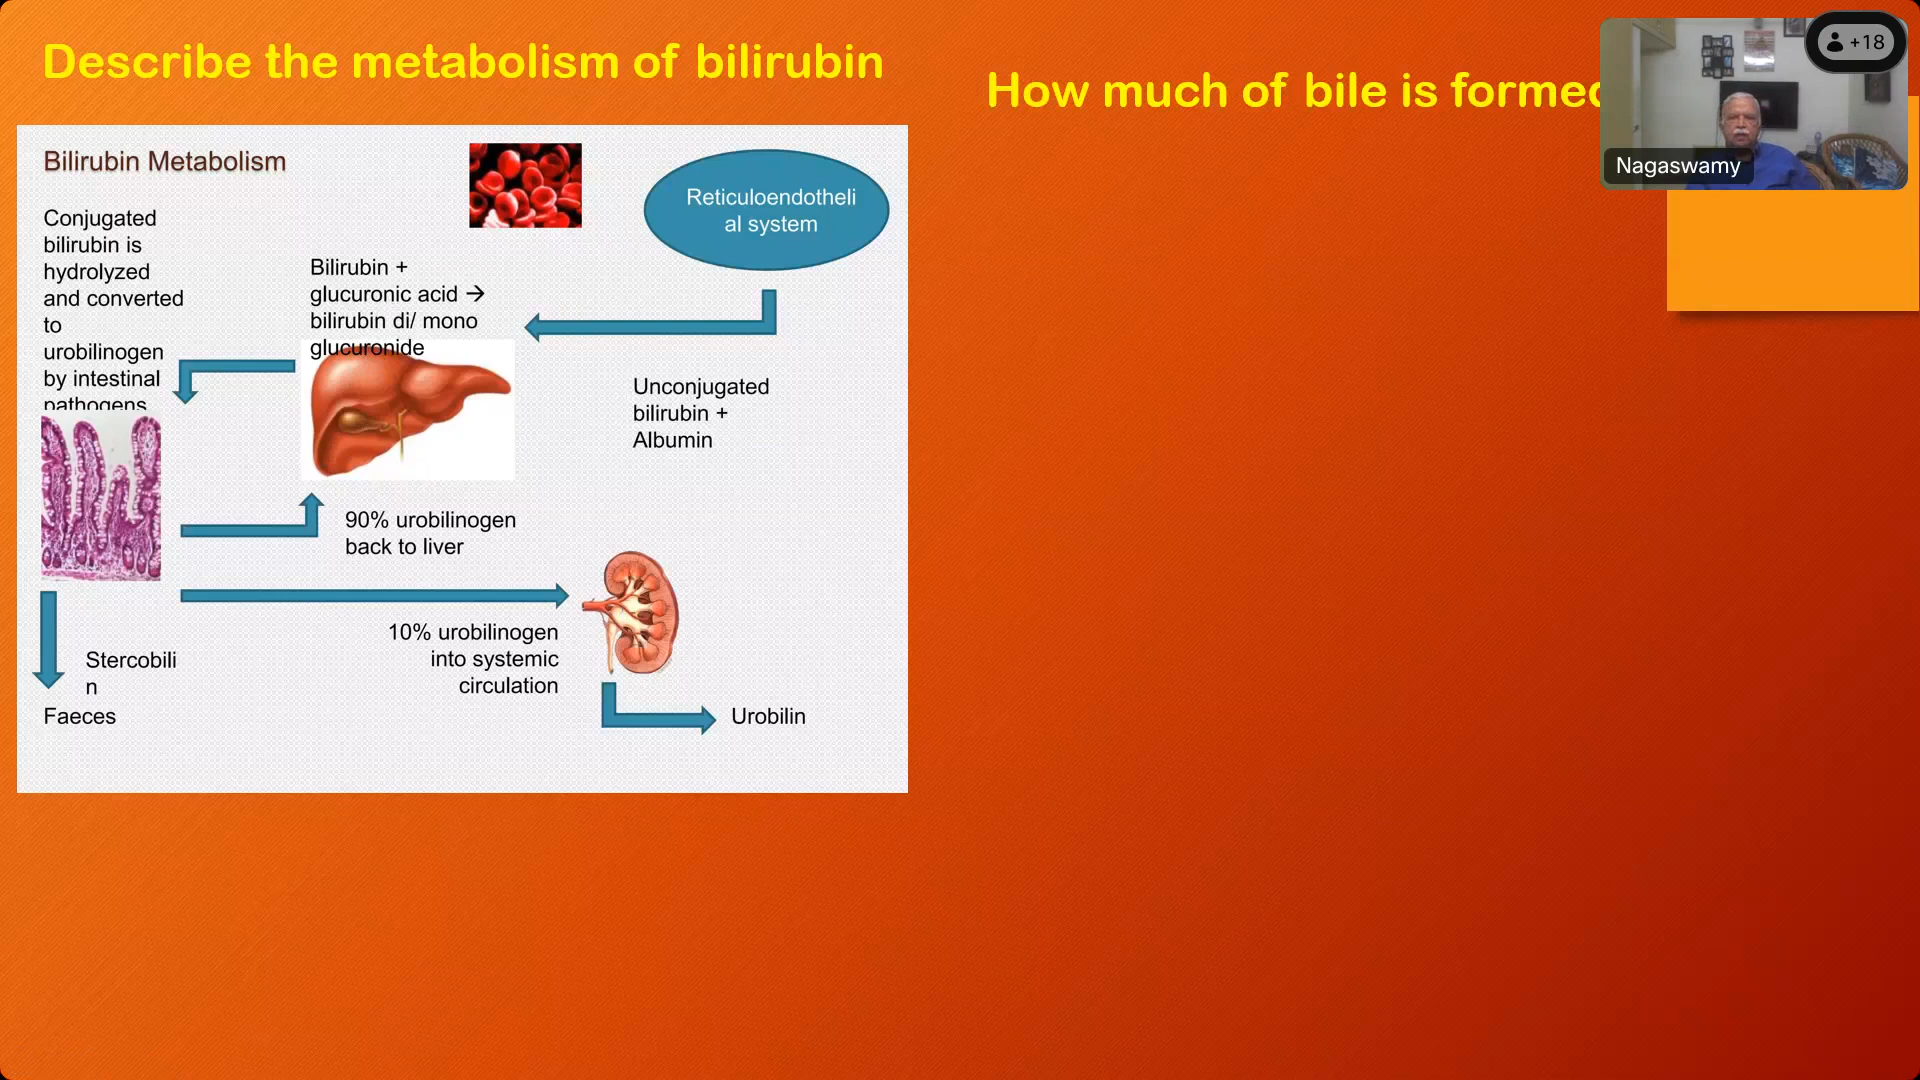 Describe the metabolism of bilirubin
How much of bile is formed
+18
Nagaswamy
Bilirubin Metabolism
Reticuloendotheli
al system
Conjugated
bilirubin is
hydrolyzed
and converted
to
urobilinogen
by intestinal
pathogens
Bilirubin +
glucuronic acid →
bilirubin di/ mono
glucuronide
Unconjugated
bilirubin +
Albumin
90% urobilinogen
back to liver
10% urobilinogen
into systemic
circulation
Stercobili
n
Faeces
Urobilin